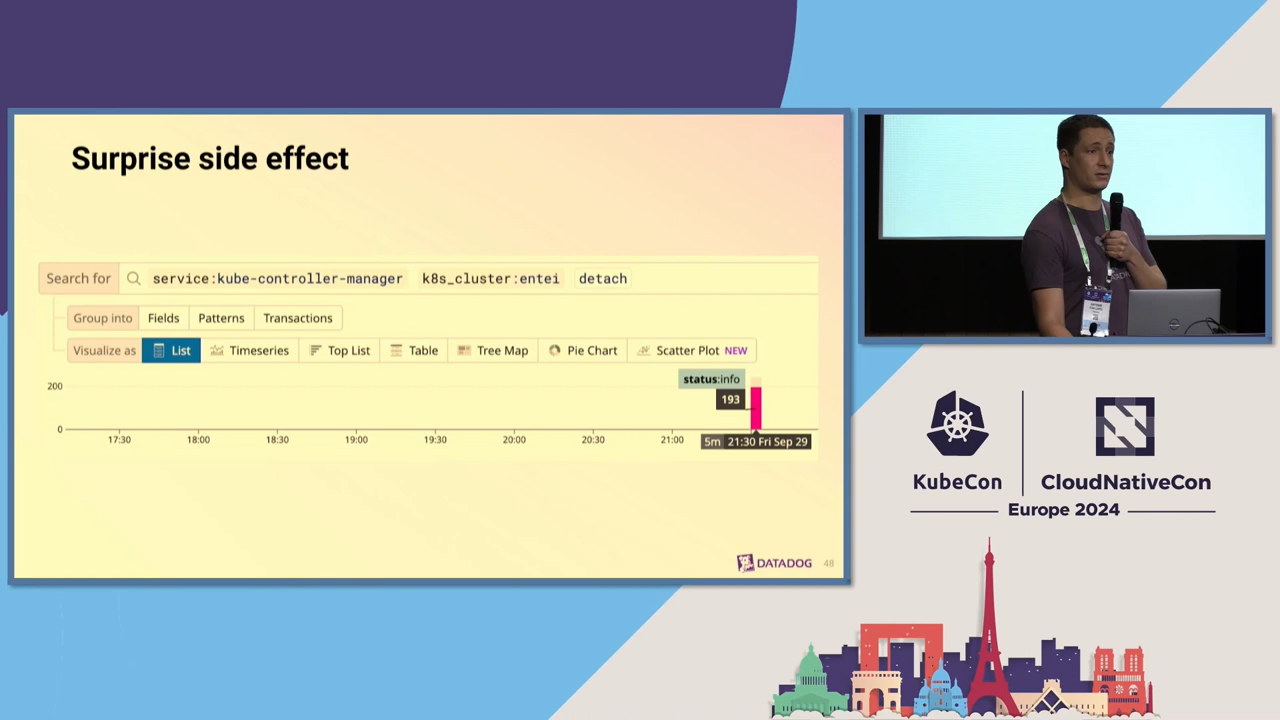 Surprise side effect
Search for service:kube-controller-manager k8s_cluster:entei detach
Group into Fields Patterns Transactions
Visualize as List Timeseries Top List Table Tree Map Pie Chart Scatter Plot NEW
200
status:info
193
0
17:30 18:00 18:30 19:00 19:30 20:00 20:30 21:00
5m 21:30 Fri Sep 29
DATADOG 48
KubeCon CloudNativeCon
Europe 2024